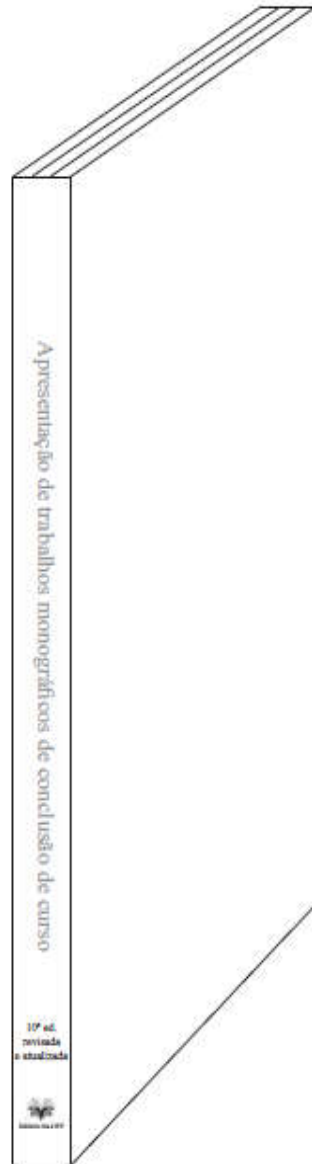 Apresentação de trabalhos monográficos de conclusão de curso
10ª ed.
revisada
e atualizada